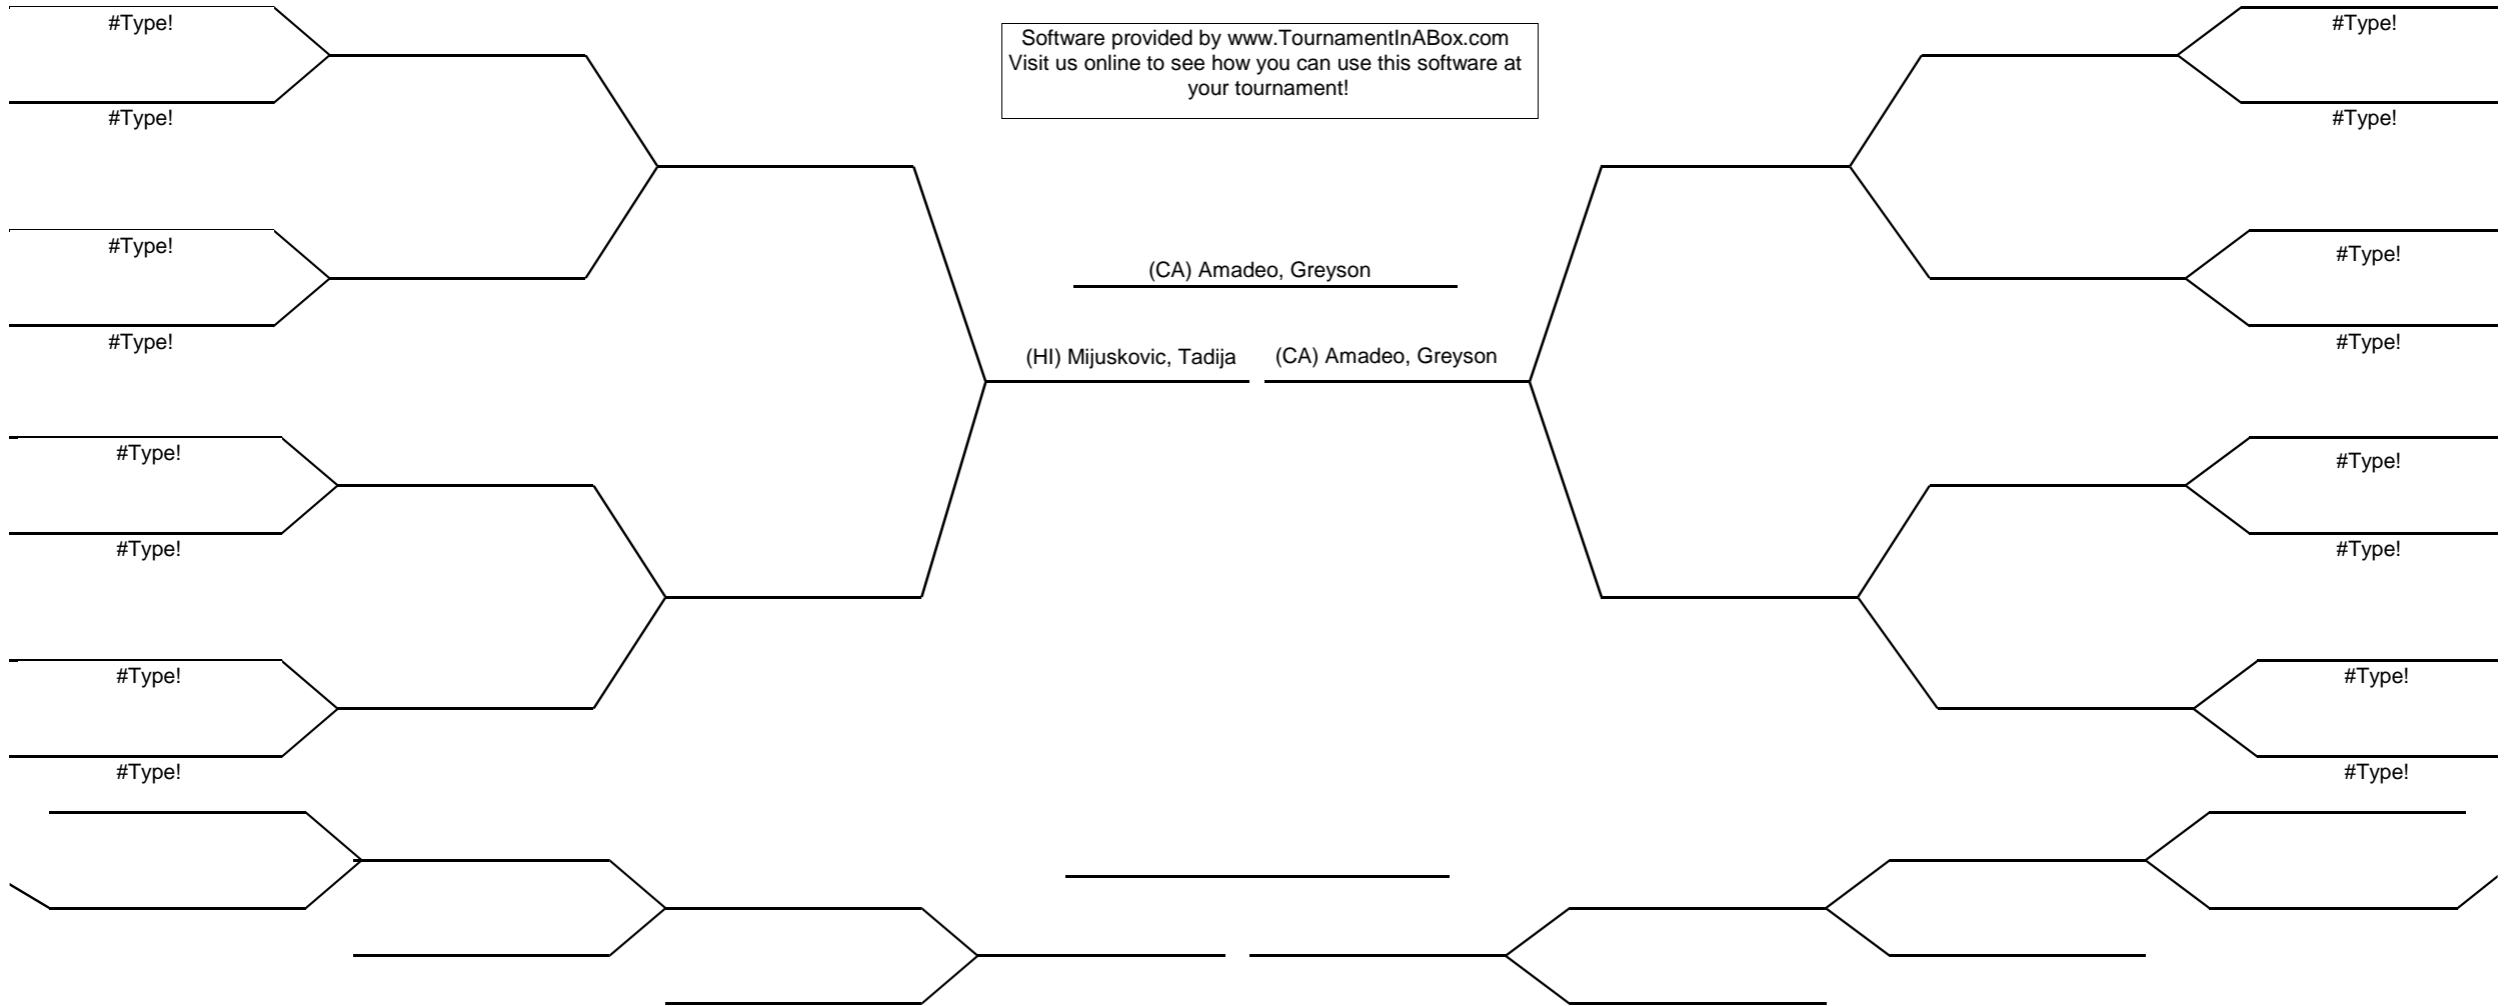 #Type!
#Type!
Software provided by www.TournamentInABox.com
Visit us online to see how you can use this software at
your tournament!
#Type!
#Type!
#Type!
#Type!
(CA) Amadeo, Greyson
#Type!
#Type!
(HI) Mijuskovic, Tadija
(CA) Amadeo, Greyson
#Type!
#Type!
#Type!
#Type!
#Type!
#Type!
#Type!
#Type!